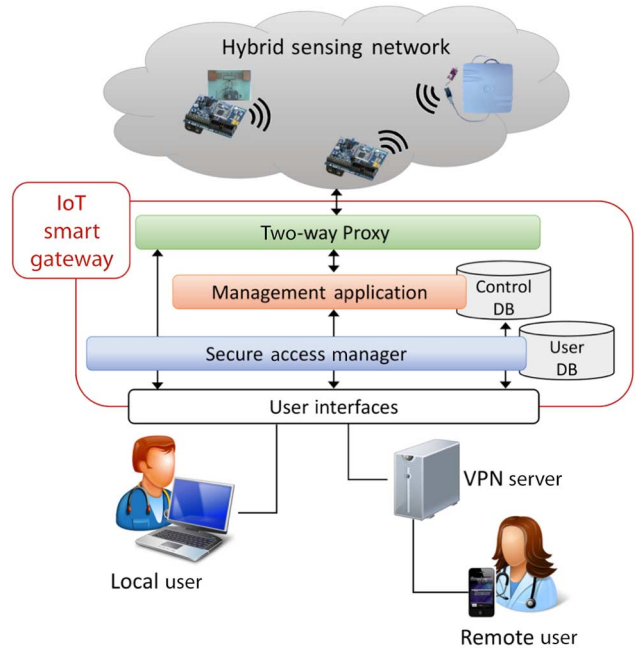 Hybrid sensing network
IoT
smart
gateway
Two-way Proxy
Management application
Control
DB
Secure access manager
User
DB
User interfaces
VPN server
Local user
Remote user